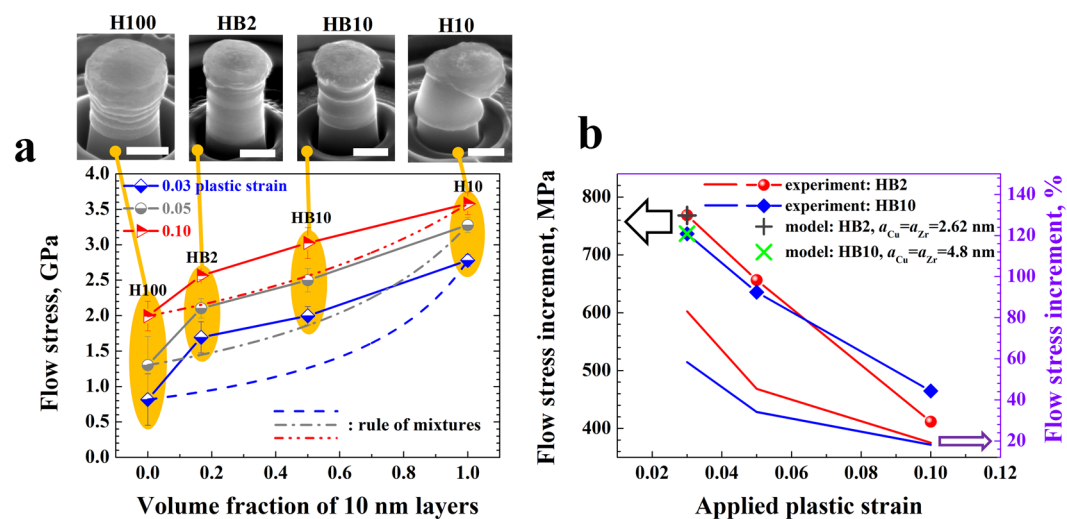 H100
HB2
HB10
H10
a
4.0
3.5
3.0
2.5
2.0
1.5
1.0
0.5
0.0
Flow stress, GPa
0.03 plastic strain
0.05
0.10
H100
HB2
HB10
H10
: rule of mixtures
0.0
0.2
0.4
0.6
0.8
1.0
Volume fraction of 10 nm layers
b
800
700
600
500
400
Flow stress increment, MPa
experiment: HB2
experiment: HB10
model: HB2, aCu=aZr=2.62 nm
model: HB10, aCu=aZr=4.8 nm
140
120
100
80
60
40
20
Flow stress increment, %
0.02
0.04
0.06
0.08
0.10
0.12
Applied plastic strain